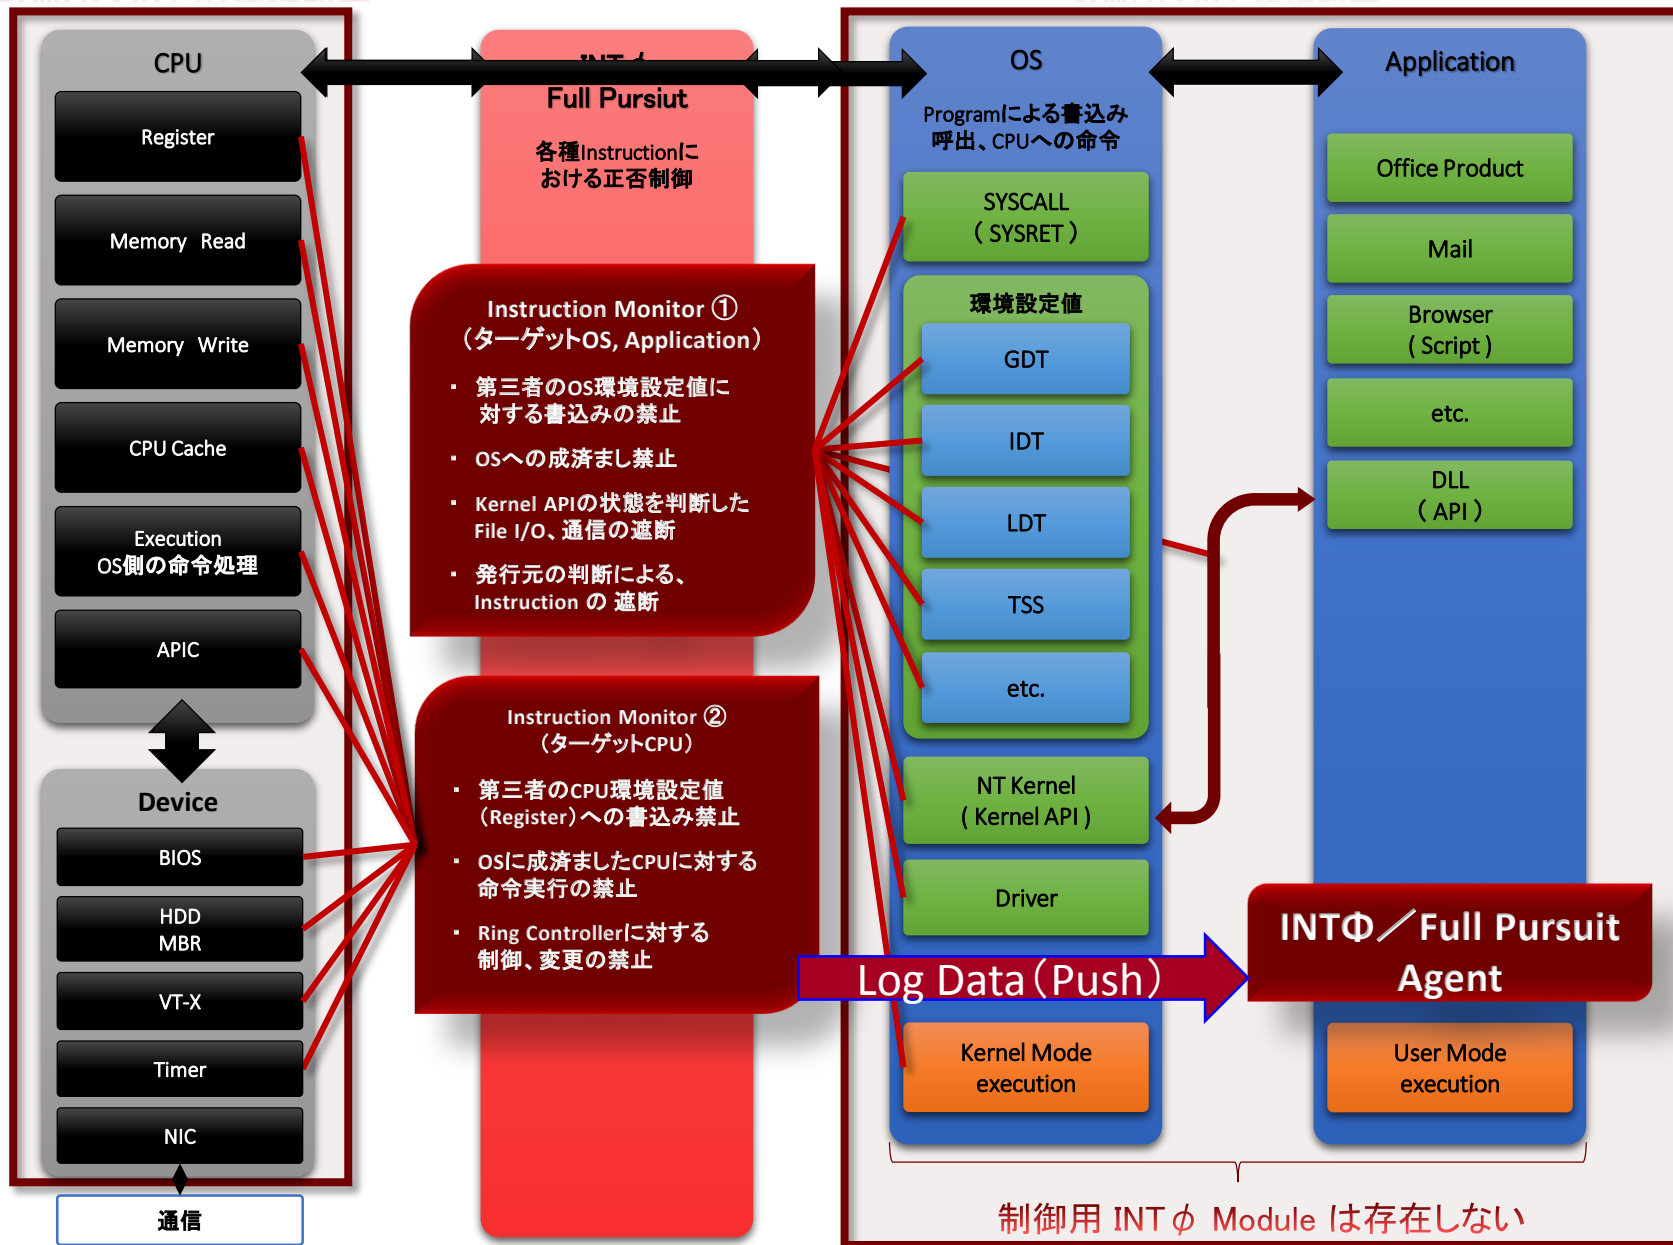 CPU
Register
Memory Read
Memory Write
CPU Cache
Execution
OS側の命令処理
APIC
Device
BIOS
HDD
MBR
VT-X
Timer
NIC
通信
INT φ
Full Pursiut
各種Instructionに
おける正否制御
Instruction Monitor ①
（ターゲットOS, Application）
・ 第三者のOS環境設定値に
対する書込みの禁止
・ OSへの成済まし禁止
・ Kernel APIの状態を判断した
File I/O、通信の遮断
・ 発行元の判断による、
Instruction の 遮断
Instruction Monitor ②
（ターゲットCPU）
・ 第三者のCPU環境設定値
（Register）への書込み禁止
・ OSに成済ましたCPUに対する
命令実行の禁止
・ Ring Controllerに対する
制御、変更の禁止
OS
Programによる書込み
呼出、CPUへの命令
SYSCALL
( SYSRET )
環境設定値
GDT
IDT
LDT
TSS
etc.
NT Kernel
( Kernel API )
Driver
Log Data（Push）
Kernel Mode
execution
Application
Office Product
Mail
Browser
( Script )
etc.
DLL
( API )
INTΦ／Full Pursuit
Agent
User Mode
execution
制御用 INT φ Module は存在しない